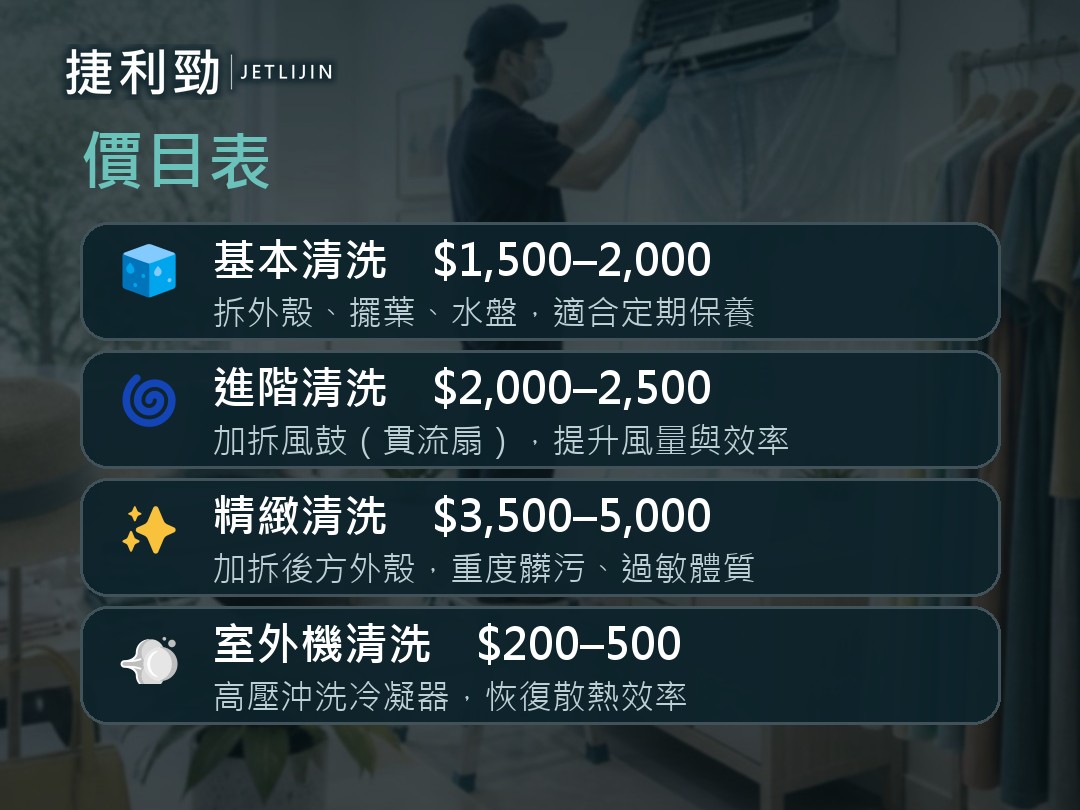 捷利勁 | JETLIJIN
價目表
基本清洗 $1,500–2,000
拆外殼、擺葉、水盤，適合定期保養
進階清洗 $2,000–2,500
加拆風鼓（貫流扇），提升風量與效率
精緻清洗 $3,500–5,000
加拆後方外殼，重度髒污、過敏體質
室外機清洗 $200–500
高壓沖洗冷凝器，恢復散熱效率